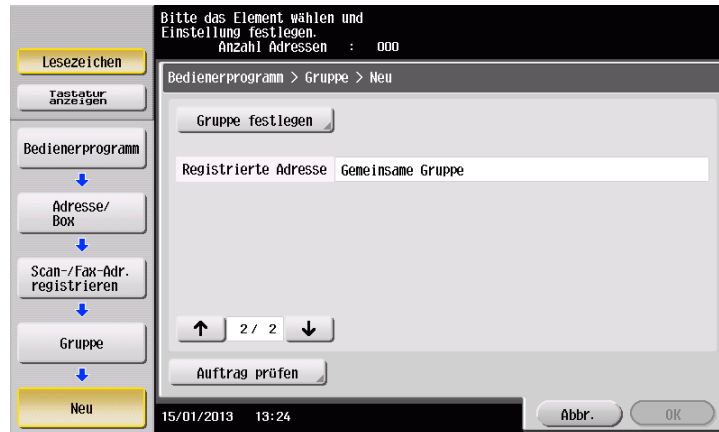 Bitte das Element wählen und
Einstellung festlegen.
Anzahl Adressen : 000
Lesezeichen
Tastatur
anzeigen
Bedienerprogramm
Adresse/
Box
Scan-/Fax-Adr.
registrieren
Gruppe
Neu
Bedienerprogramm > Gruppe > Neu
Gruppe festlegen
Registrierte Adresse Gemeinsame Gruppe
↑ 2/ 2 ↓
Auftrag prüfen
15/01/2013 13:24
Abbr. OK